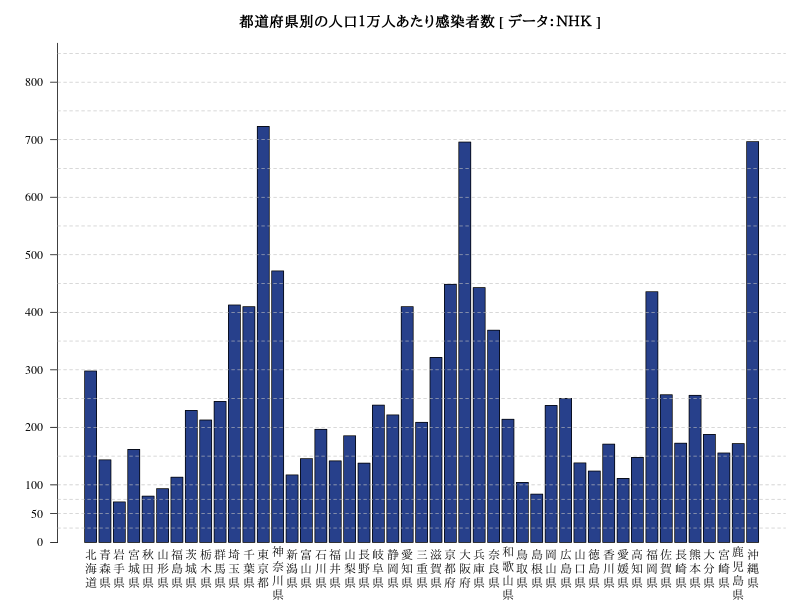 都道府県別の人口1万人あたり感染者数 [ データ：NHK ]
800
700
600
500
400
300
200
100
50
0
北海道
青森県
岩手県
宮城県
秋田県
山形県
福島県
茨城県
栃木県
群馬県
埼玉県
千葉県
東京都
神奈川県
新潟県
富山県
石川県
福井県
山梨県
長野県
岐阜県
静岡県
愛知県
三重県
滋賀県
京都府
大阪府
兵庫県
奈良県
和歌山県
鳥取県
島根県
岡山県
広島県
山口県
徳島県
香川県
愛媛県
高知県
福岡県
佐賀県
長崎県
熊本県
大分県
宮崎県
鹿児島県
沖縄県